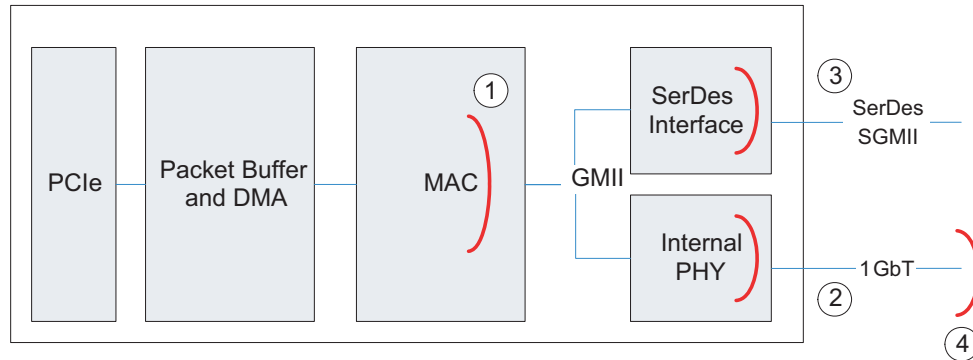 PCIe
Packet Buffer
and DMA
MAC
1
GMII
SerDes
Interface
3
SerDes
SGMII
Internal
PHY
1GbT
2
4